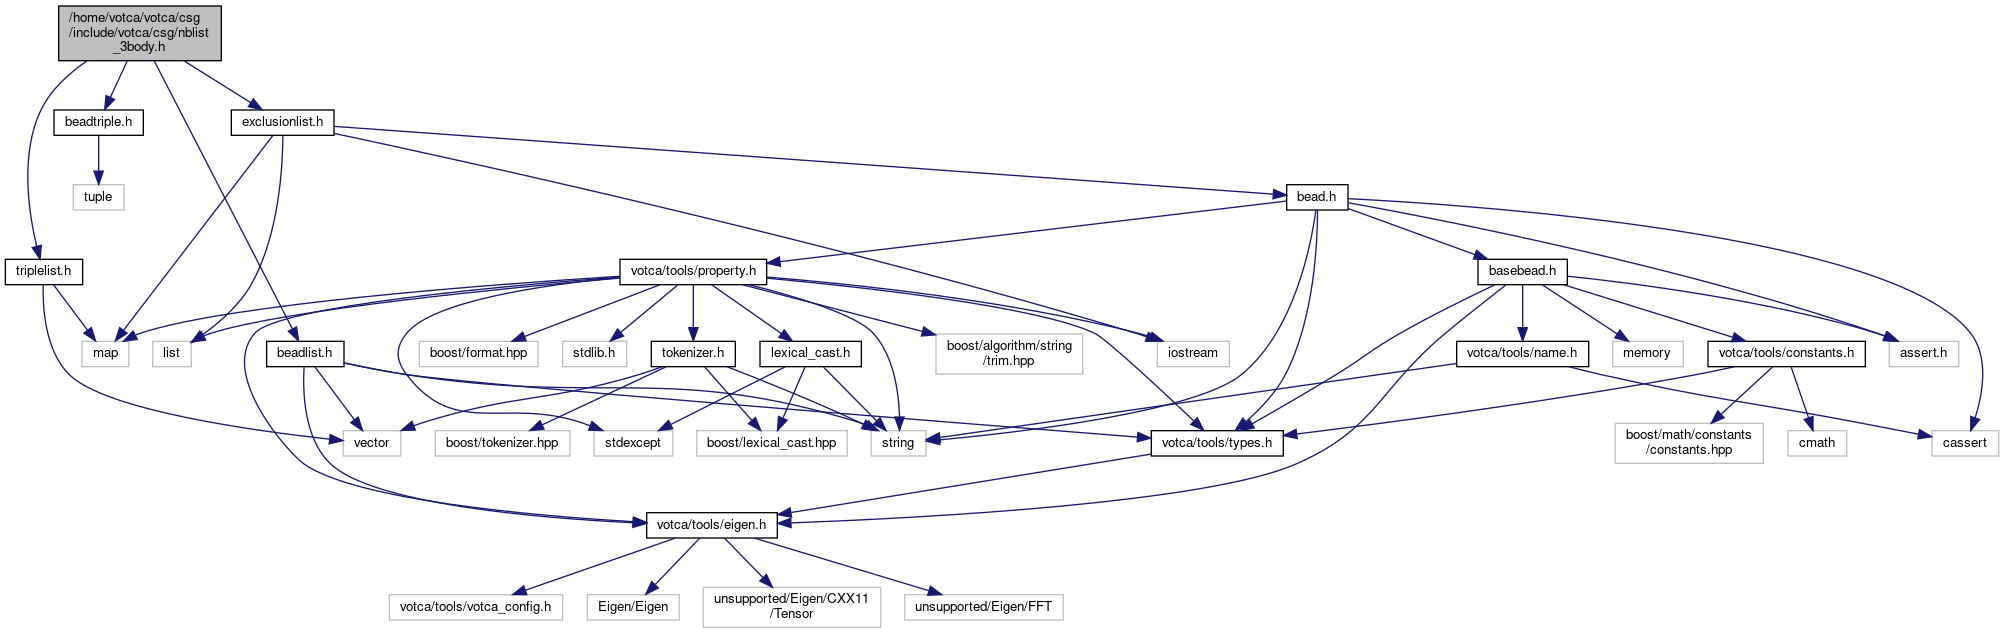 /home/votca/votca/csg
/include/votca/csg/nblist
_3body.h
beadtriple.h
exclusionlist.h
tuple
bead.h
triplelist.h
votca/tools/property.h
basebead.h
map
list
beadlist.h
boost/format.hpp
stdlib.h
tokenizer.h
lexical_cast.h
boost/algorithm/string
/trim.hpp
iostream
votca/tools/name.h
memory
votca/tools/constants.h
assert.h
vector
boost/tokenizer.hpp
stdexcept
boost/lexical_cast.hpp
string
votca/tools/types.h
boost/math/constants
/constants.hpp
cmath
cassert
votca/tools/eigen.h
votca/tools/votca_config.h
Eigen/Eigen
unsupported/Eigen/CXX11
/Tensor
unsupported/Eigen/FFT